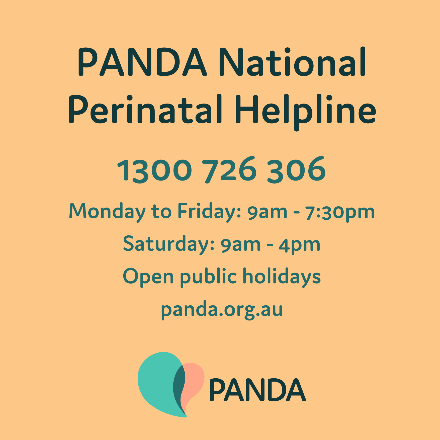 PANDA National
Perinatal Helpline
1300 726 306
Monday to Friday: 9am - 7:30pm
Saturday: 9am - 4pm
Open public holidays
panda.org.au
PANDA